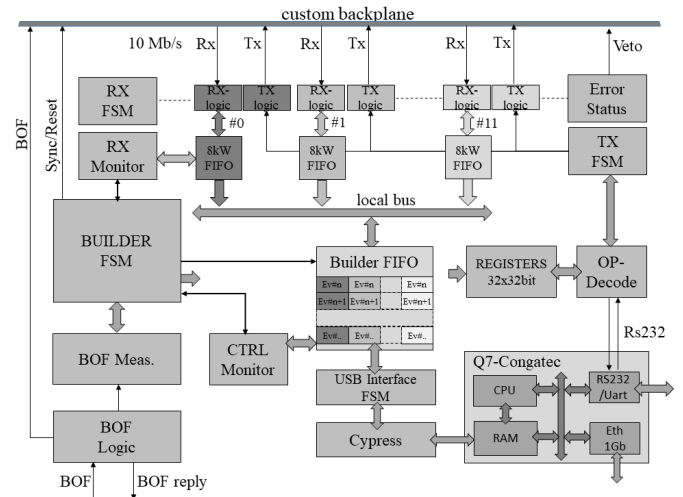 custom backplane
10 Mb/s
Rx
Tx
Rx
Tx
Rx
Tx
Veto
BOF
Sync/Reset
RX
FSM
RX-
logic
TX
logic
RX-
logic
TX
logic
RX-
logic
TX
logic
Error
Status
#0
#1
#11
RX
Monitor
8kW
FIFO
8kW
FIFO
8kW
FIFO
TX
FSM
local bus
BUILDER
FSM
Builder FIFO
Ev#n
Ev#n
Ev#n
Ev#n+1
Ev#n+1
Ev#n+1
Ev#...
Ev#...
Ev#...
REGISTERS
32x32bit
OP-
Decode
Rs232
BOF Meas.
CTRL
Monitor
USB Interface
FSM
Cypress
Q7-Congatec
CPU
RAM
RS232
/Uart
Eth
1Gb
BOF
Logic
BOF
BOF reply